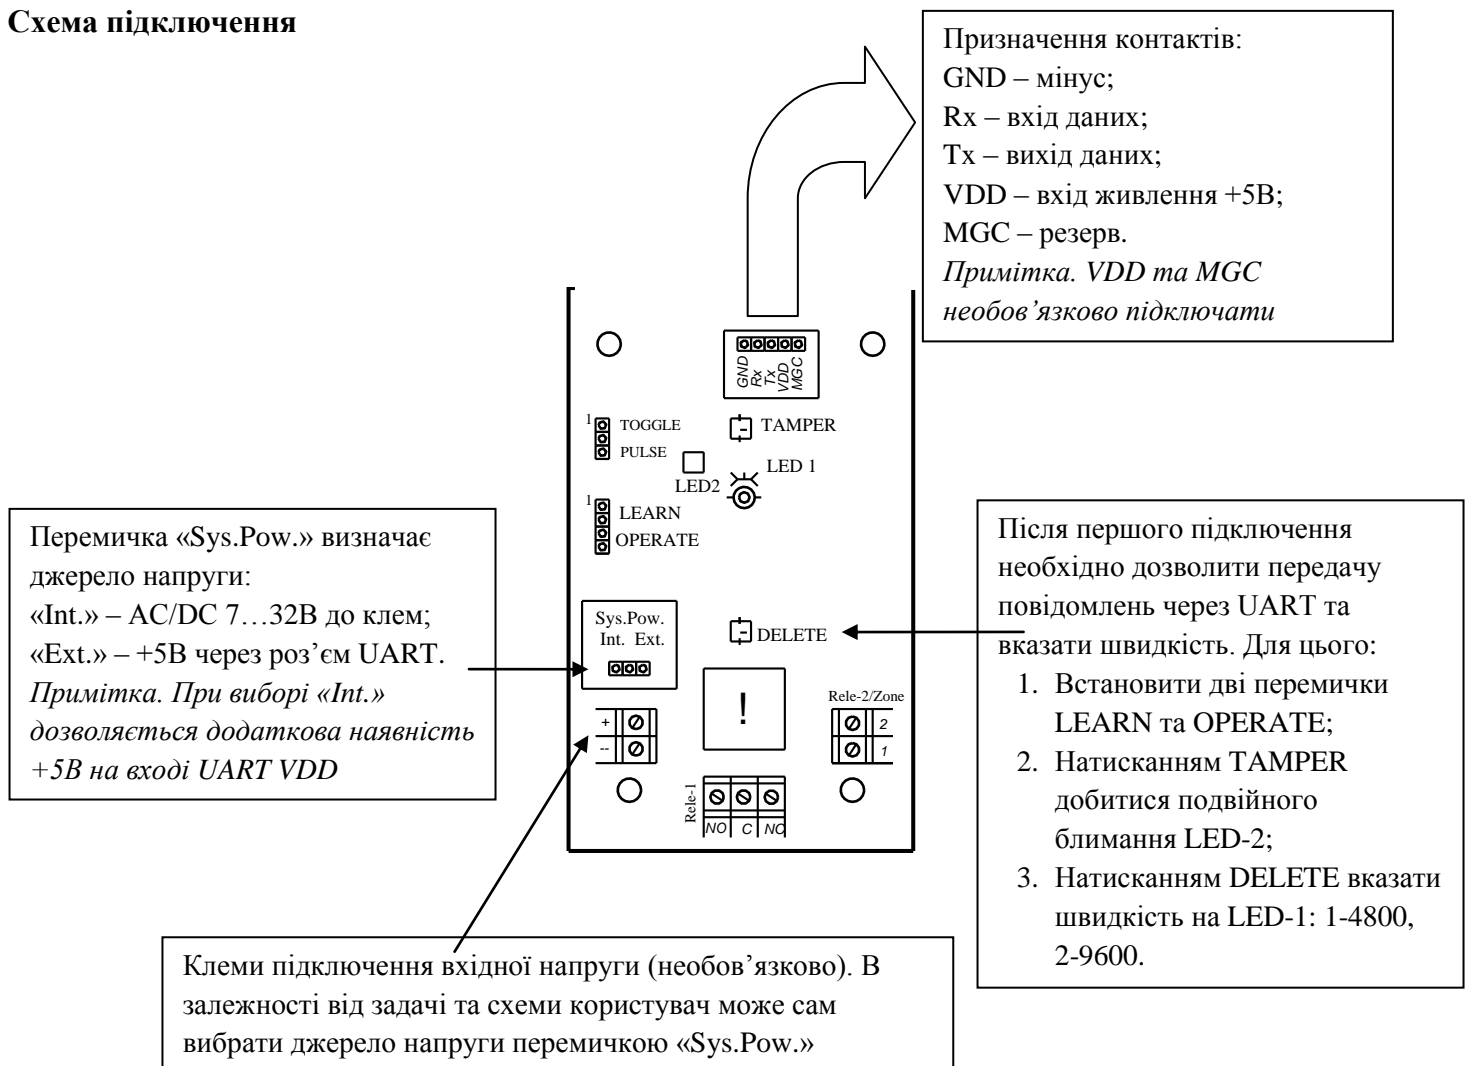 Схема підключення
Призначення контактів:
GND – мінус;
Rx – вхід даних;
Tx – вихід даних;
VDD – вхід живлення +5В;
MGC – резерв.
Примітка. VDD та MGC
необов’язково підключати
GND
Rx
Tx
VDD
MGC
1
TOGGLE
PULSE
TAMPER
LED 1
LED2
1
LEARN
OPERATE
Перемичка «Sys.Pow.» визначає
джерело напруги:
«Int.» – AC/DC 7…32В до клем;
«Ext.» – +5В через роз’єм UART.
Примітка. При виборі «Int.»
дозволяється додаткова наявність
+5В на вході UART VDD
Sys.Pow.
Int. Ext.
DELETE
!
Rele-2/Zone
+
--
2
1
Rele-1
NO C NC
Після першого підключення
необхідно дозволити передачу
повідомлень через UART та
вказати швидкість. Для цього:
1. Встановити дві перемички
LEARN та OPERATE;
2. Натисканням TAMPER
добитися подвійного
блимання LED-2;
3. Натисканням DELETE вказати
швидкість на LED-1: 1-4800,
2-9600.
Клеми підключення вхідної напруги (необов’язково). В
залежності від задачі та схеми користувач може сам
вибрати джерело напруги перемичкою «Sys.Pow.»